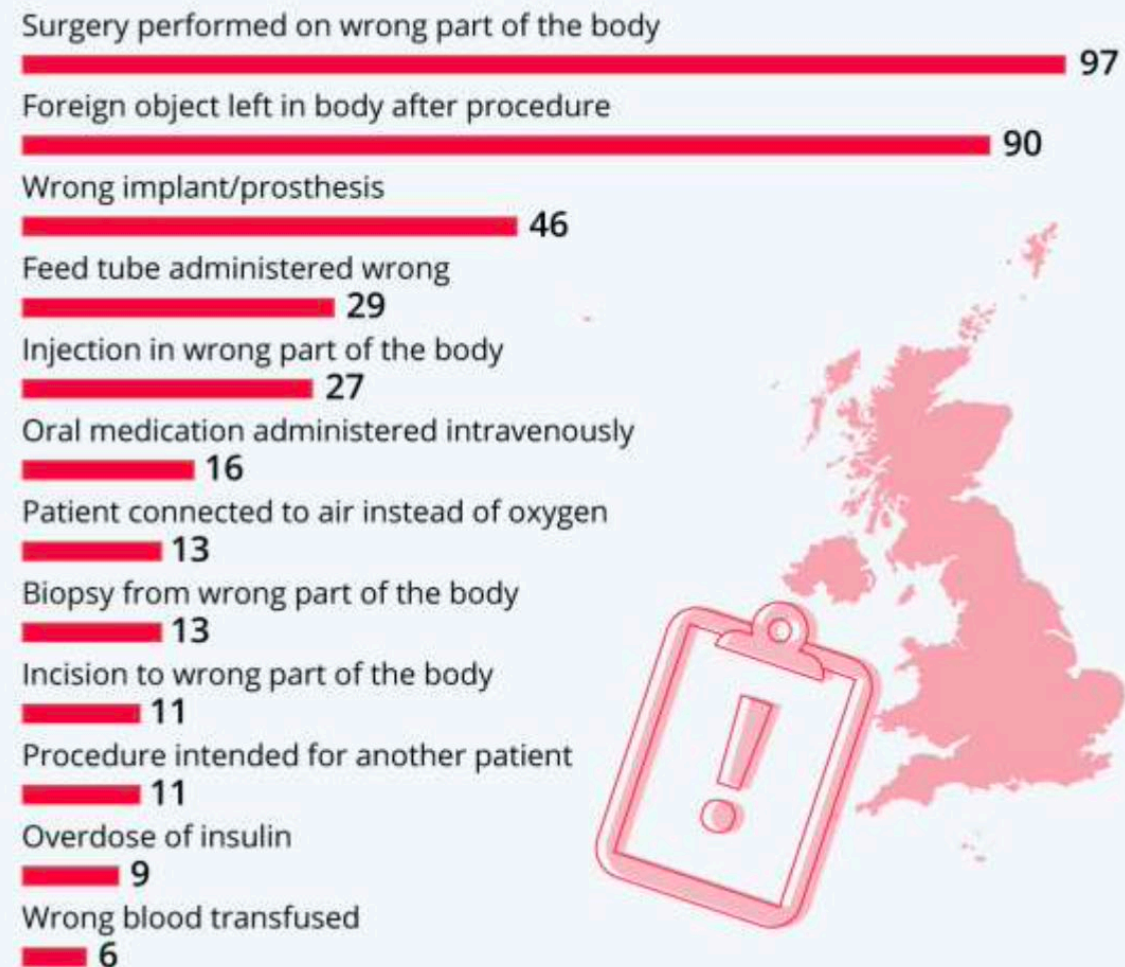 Surgery performed on wrong part of the body
97
Foreign object left in body after procedure
90
Wrong implant/prosthesis
46
Feed tube administered wrong
29
Injection in wrong part of the body
27
Oral medication administered intravenously
16
Patient connected to air instead of oxygen
13
Biopsy from wrong part of the body
13
Incision to wrong part of the body
11
Procedure intended for another patient
11
Overdose of insulin
9
Wrong blood transfused
6